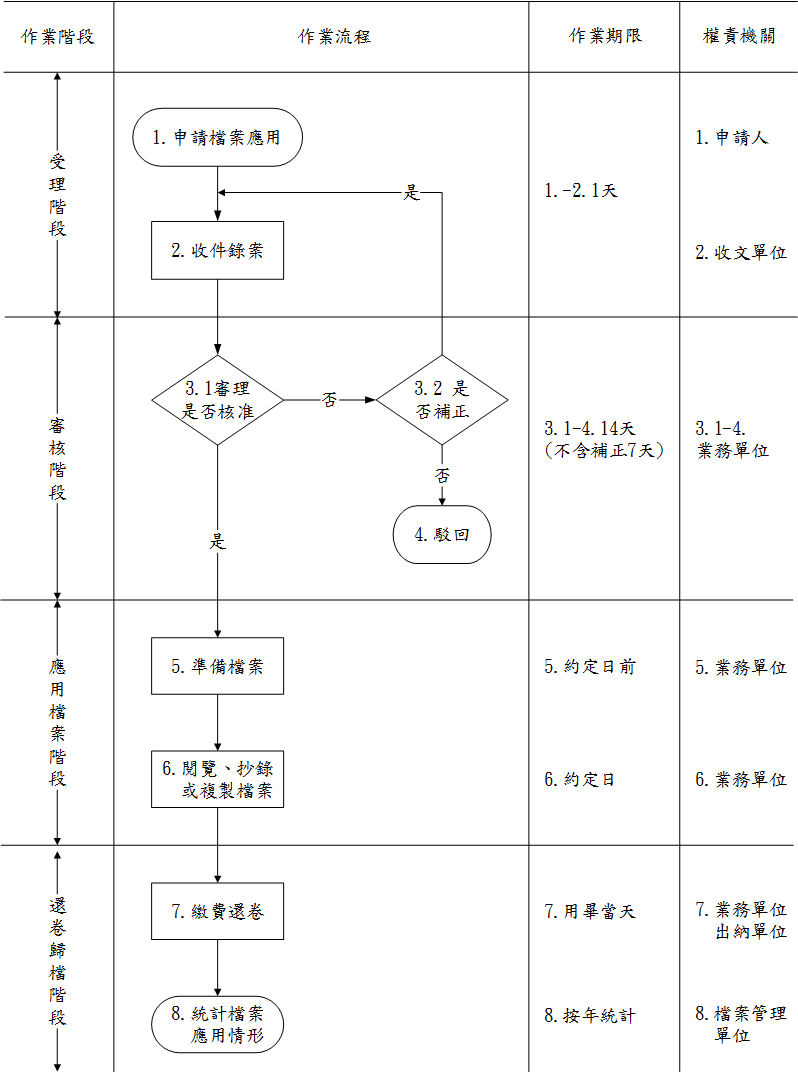 作業階段
作業流程
作業期限
權責機關
受理階段
1.申請檔案應用
是
2.收件錄案
1.-2.1天
1.申請人
2.收文單位
審核階段
3.1審理
是否核准
否
3.2 是
否補正
否
4.駁回
是
3.1-4.14天
(不含補正7天)
3.1-4.
業務單位
應用檔案階段
5.準備檔案
5.約定日前
5.業務單位
6.閱覽、抄錄
或複製檔案
6.約定日
6.業務單位
還卷歸檔階段
7.繳費還卷
7.用畢當天
7.業務單位
出納單位
8.統計檔案
應用情形
8.按年統計
8.檔案管理
單位